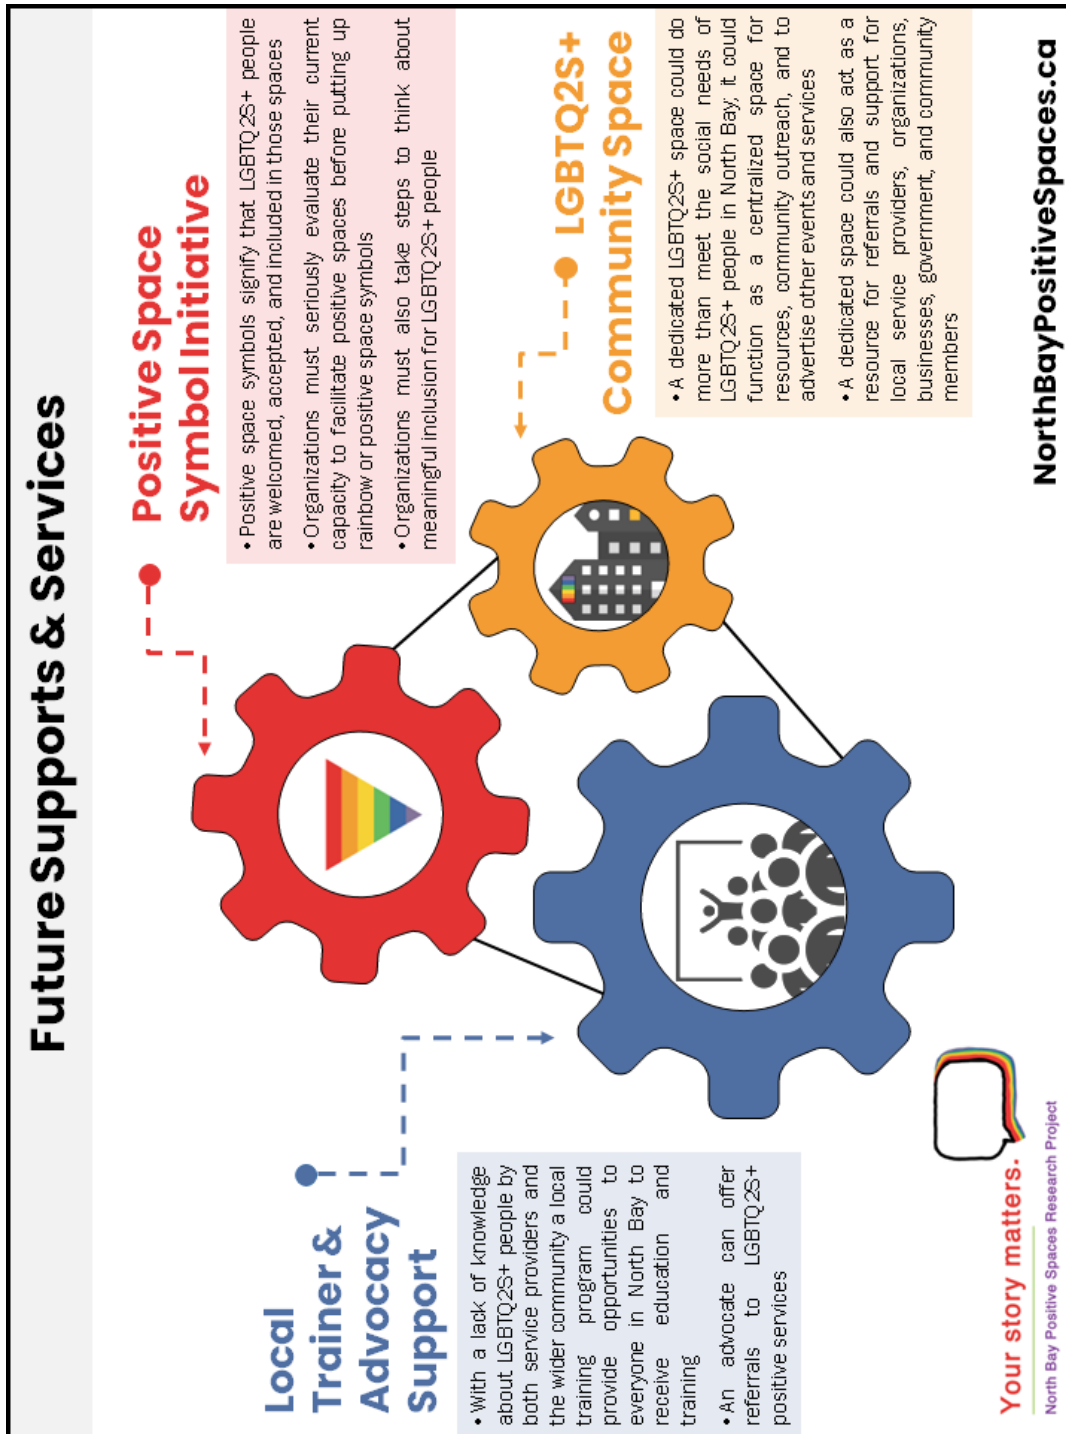 Future Supports & Services
Local
Trainer &
Advocacy
Support
• With a lack of knowledge
about LGBTQ2S+ people by
both service providers and
the wider community a local
training program could
provide opportunities to
everyone in North Bay to
receive education and
training
• An advocate can offer
referrals to LGBTQ2S+
positive services
Positive Space
Symbol Initiative
• Positive space symbols signify that LGBTQ2S+ people
are welcomed, accepted, and included in those spaces
• Organizations must seriously evaluate their current
capacity to facilitate positive spaces before putting up
rainbow or positive space symbols
• Organizations must also take steps to think about
meaningful inclusion for LGBTQ2S+ people
LGBTQ2S+
Community Space
• A dedicated LGBTQ2S+ space could do
more than meet the social needs of
LGBTQ2S+ people in North Bay; it could
function as a centralized space for
resources, community outreach, and to
advertise other events and services
• A dedicated space could also act as a
resource for referrals and support for
local service providers, organizations,
businesses, government, and community
members
Your story matters.
North Bay Positive Spaces Research Project
NorthBayPositiveSpaces.ca